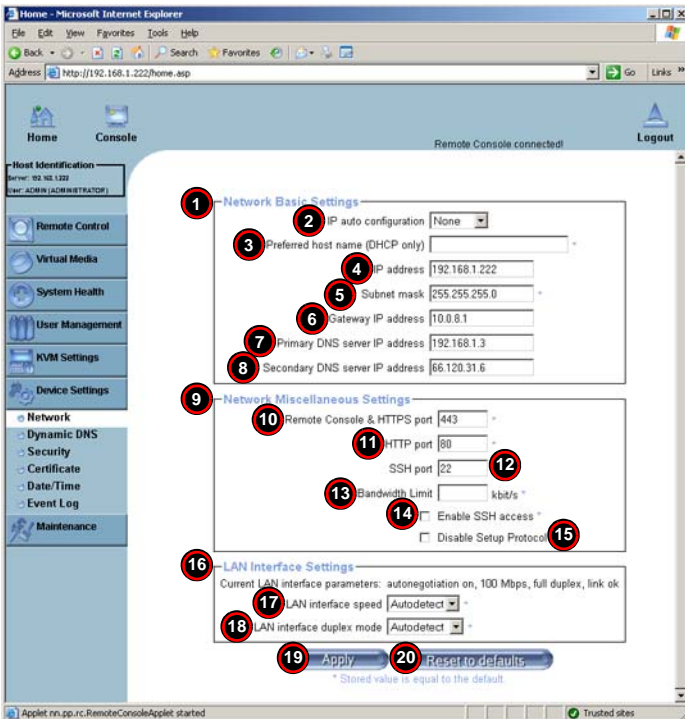 Home - Microsoft Internet Explorer
File Edit View Favorites Tools Help
Back Search Favorites
Address http://192.168.1.222/home.asp Go Links »
Home Console Logout
Remote Console connected!
Host Identification
Server: 192.168.1.222
User: ADMIN (ADMINISTRATOR)
Remote Control
Virtual Media
System Health
User Management
KVM Settings
Device Settings
Network
Dynamic DNS
Security
Certificate
Date/Time
Event Log
Maintenance
1 Network Basic Settings
2 IP auto configuration None
3 Preferred host name (DHCP only) *
4 IP address 192.168.1.222
5 Subnet mask 255.255.255.0 *
6 Gateway IP address 10.0.8.1
7 Primary DNS server IP address 192.168.1.3
8 Secondary DNS server IP address 66.120.31.6
9 Network Miscellaneous Settings
10 Remote Console & HTTPS port 443 *
11 HTTP port 80 *
SSH port 22 12
13 Bandwidth Limit kbit/s *
14 Enable SSH access *
Disable Setup Protocol 15
16 LAN Interface Settings
Current LAN interface parameters: autonegotiation on, 100 Mbps, full duplex, link ok
17 LAN interface speed Autodetect *
18 LAN interface duplex mode Autodetect *
19 Apply 20 Reset to defaults
* Stored value is equal to the default.
Applet nn.pp.rc.RemoteConsoleApplet started Trusted sites